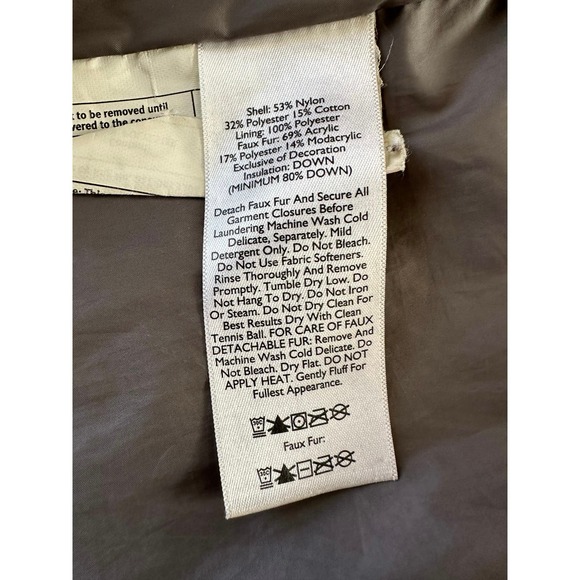 to be removed until
vered to the
Shell: 53% Nylon
32% Polyester 15% Cotton
Lining: 100% Polyester
Faux Fur: 69% Acrylic
17% Polyester 14% Modacrylic
Exclusive of Decoration
Insulation: DOWN
(MINIMUM 80% DOWN)
Detach Faux Fur And Secure All
Garment Closures Before
Laundering Machine Wash Cold
Delicate, Separately. Mild
Detergent Only. Do Not Bleach.
Do Not Use Fabric Softeners.
Rinse Thoroughly And Remove
Promptly. Tumble Dry Low. Do
Not Hang To Dry. Do Not Iron
Or Steam. Do Not Dry Clean For
Best Results Dry With Clean
Tennis Ball. FOR CARE OF FAUX
DETACHABLE FUR: Remove And
Machine Wash Cold Delicate. Do
Not Bleach. Dry Flat. DO NOT
APPLY HEAT. Gently Fluff For
Fullest Appearance.
Faux Fur: